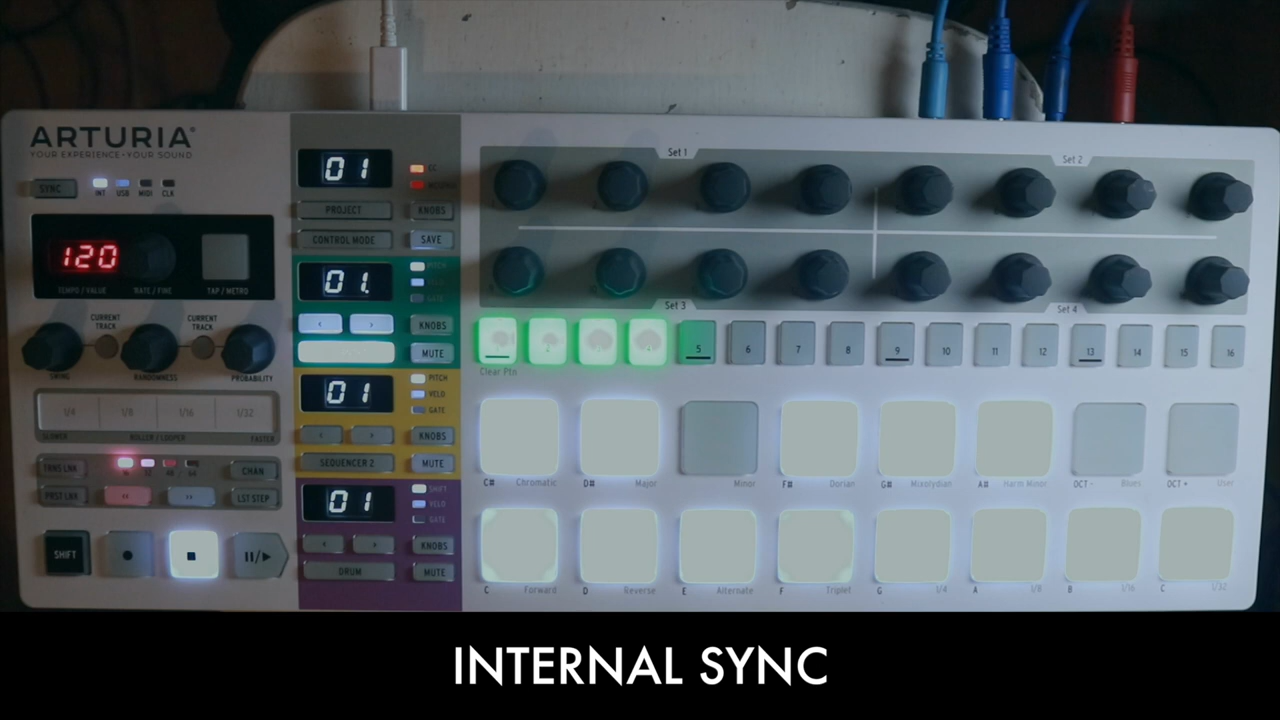 ARTURIA
YOUR EXPERIENCE • YOUR SOUND
SYNC
INT USB MIDI CLK
120
TEMPO / VALUE RATE / FINE TAP / METRO
CURRENT TRACK
CURRENT TRACK
SWING RANDOMNESS PROBABILITY
1/4 1/8 1/16 1/32
SLOWER ROLLER / LOOPER FASTER
TRNS LNK
CHAN
PRST LNK
LST STEP
SHIFT
01
CC
PROJECT KNOBS
CONTROL MODE SAVE
01.
PITCH
VELO
GATE
KNOBS
MUTE
01
PITCH
VELO
GATE
KNOBS
SEQUENCER 2 MUTE
01
SHIFT
VELO
GATE
KNOBS
DRUM MUTE
Set 1 Set 2
Set 3 Set 4
5 6 7 8 9 10 11 12 13 14 15 16
Clear Ptn
C# Chromatic D# Major Minor F# Dorian G# Mixolydian A# Harm Minor OCT - Blues OCT + User
C Forward D Reverse E Alternate F Triplet G 1/4 A 1/8 B 1/16 C 1/32
INTERNAL SYNC